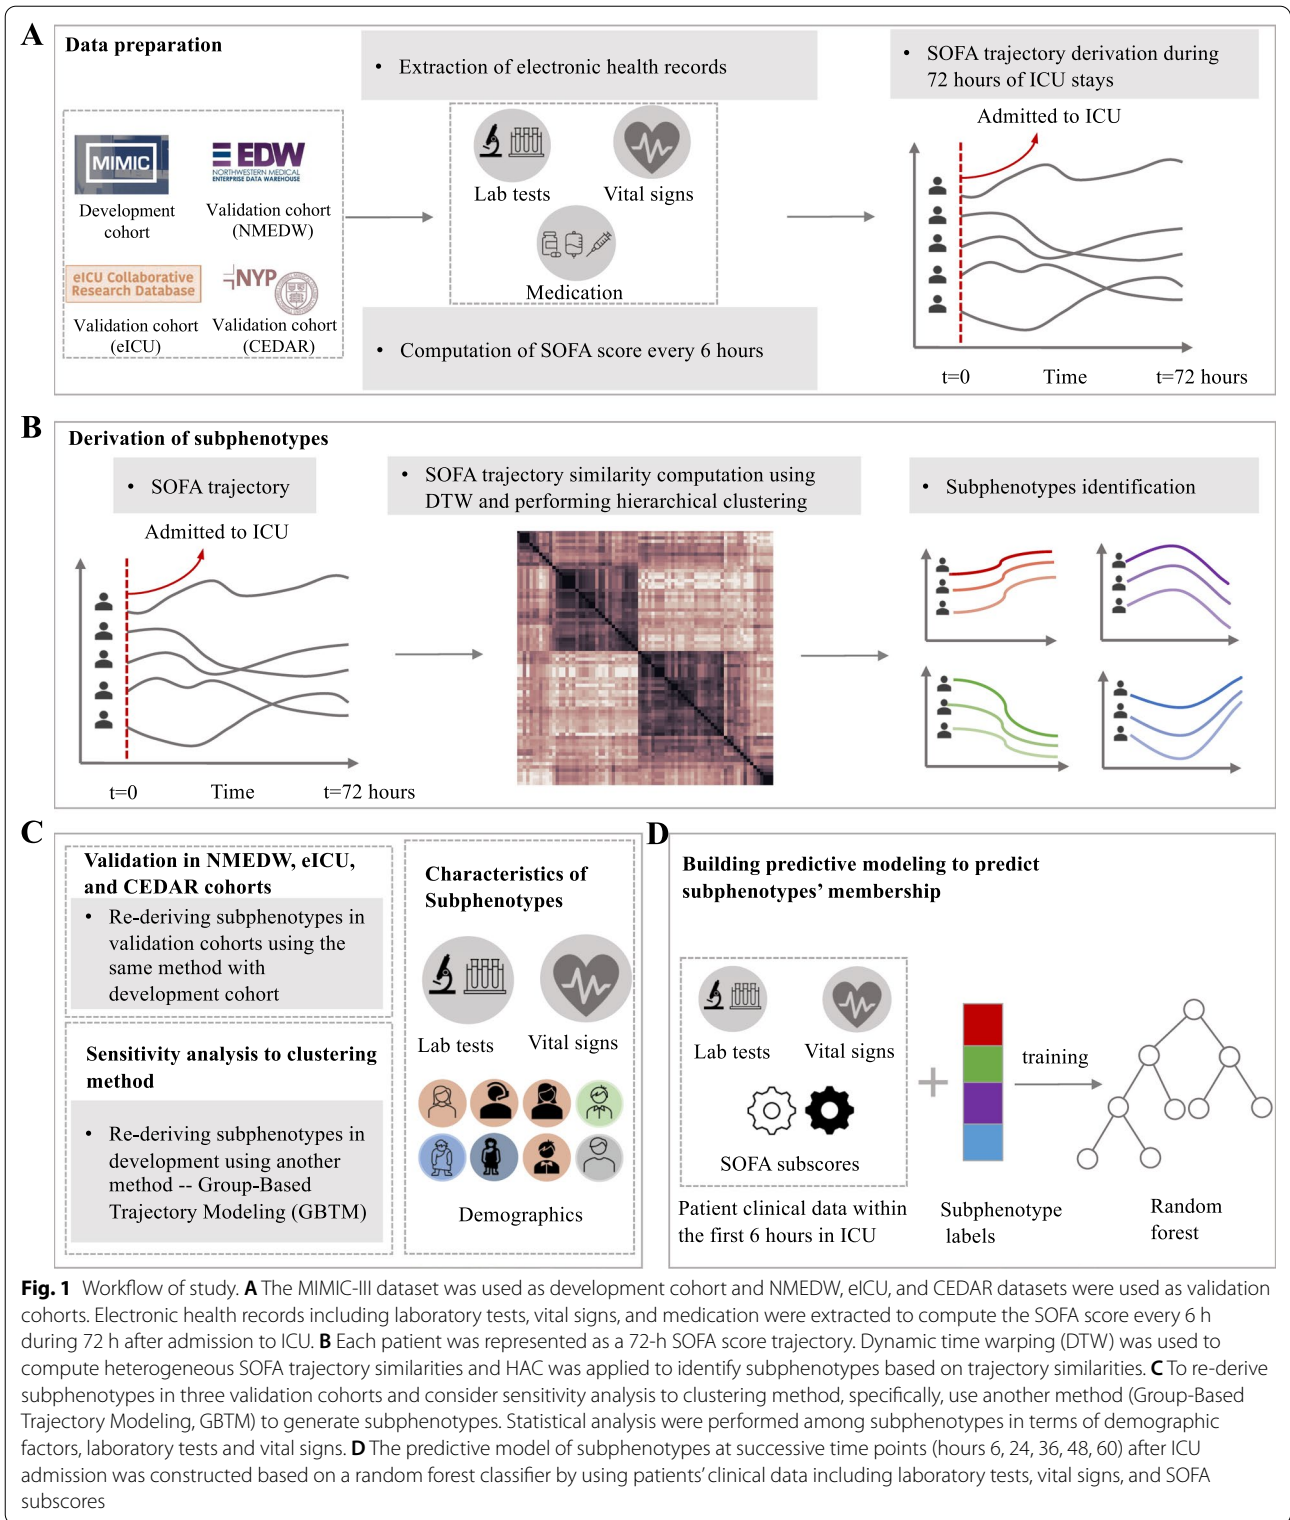 A
Data preparation
• Extraction of electronic health records
• SOFA trajectory derivation during
72 hours of ICU stays
MIMIC
Development
cohort
EDW
NORTHWESTERN MEDICAL
ENTERPRISE DATA WAREHOUSE
Validation cohort
(NMEDW)
eICU Collaborative
Research Database
Validation cohort
(eICU)
NYP
Validation cohort
(CEDAR)
Lab tests
Vital signs
Medication
• Computation of SOFA score every 6 hours
Admitted to ICU
t=0 Time t=72 hours
B
Derivation of subphenotypes
• SOFA trajectory
• SOFA trajectory similarity computation using
DTW and performing hierarchical clustering
• Subphenotypes identification
Admitted to ICU
t=0 Time t=72 hours
C
Validation in NMEDW, eICU,
and CEDAR cohorts
• Re-deriving subphenotypes in
validation cohorts using the
same method with
development cohort
Sensitivity analysis to clustering
method
• Re-deriving subphenotypes in
development using another
method -- Group-Based
Trajectory Modeling (GBTM)
Characteristics of
Subphenotypes
Lab tests
Vital signs
Demographics
D
Building predictive modeling to predict
subphenotypes' membership
Lab tests
Vital signs
SOFA subscores
Patient clinical data within
the first 6 hours in ICU
+
Subphenotype
labels
training
Random
forest
Fig. 1 Workflow of study. A The MIMIC-III dataset was used as development cohort and NMEDW, eICU, and CEDAR datasets were used as validation
cohorts. Electronic health records including laboratory tests, vital signs, and medication were extracted to compute the SOFA score every 6 h
during 72 h after admission to ICU. B Each patient was represented as a 72-h SOFA score trajectory. Dynamic time warping (DTW) was used to
compute heterogeneous SOFA trajectory similarities and HAC was applied to identify subphenotypes based on trajectory similarities. C To re-derive
subphenotypes in three validation cohorts and consider sensitivity analysis to clustering method, specifically, use another method (Group-Based
Trajectory Modeling, GBTM) to generate subphenotypes. Statistical analysis were performed among subphenotypes in terms of demographic
factors, laboratory tests and vital signs. D The predictive model of subphenotypes at successive time points (hours 6, 24, 36, 48, 60) after ICU
admission was constructed based on a random forest classifier by using patients' clinical data including laboratory tests, vital signs, and SOFA
subscores